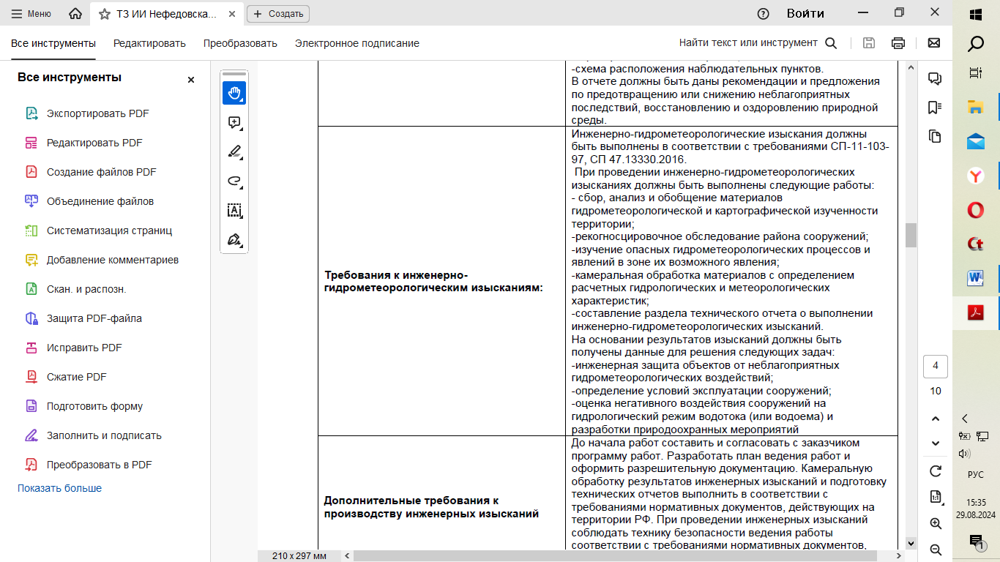 Меню
ТЗ ИИ Нефедовска...
Создать
Войти
Все инструменты
Редактировать
Преобразовать
Электронное подписание
Найти текст или инструмент
Все инструменты
Экспортировать PDF
Редактировать PDF
Создание файлов PDF
Объединение файлов
Систематизация страниц
Добавление комментариев
Скан. и распозн.
Защита PDF-файла
Исправить PDF
Сжатие PDF
Подготовить форму
Заполнить и подписать
Преобразовать в PDF
Показать больше
-схема расположения наблюдательных пунктов.
В отчете должны быть даны рекомендации и предложения
по предотвращению или снижению неблагоприятных
последствий, восстановлению и оздоровлению природной
среды.
Требования к инженерно-
гидрометеорологическим изысканиям:
Инженерно-гидрометеорологические изыскания должны
быть выполнены в соответствии с требованиями СП-11-103-
97, СП 47.13330.2016.
При проведении инженерно-гидрометеорологических
изысканиях должны быть выполнены следующие работы:
- сбор, анализ и обобщение материалов
гидрометеорологической и картографической изученности
территории;
-рекогносцировочное обследование района сооружений;
-изучение опасных гидрометеорологических процессов и
явлений в зоне их возможного явления;
-камеральная обработка материалов с определением
расчетных гидрологических и метеорологических
характеристик;
-составление раздела технического отчета о выполнении
инженерно-гидрометеорологических изысканий.
На основании результатов изысканий должны быть
получены данные для решения следующих задач:
-инженерная защита объектов от неблагоприятных
гидрометеорологических воздействий;
-определение условий эксплуатации сооружений;
-оценка негативного воздействия сооружений на
гидрологический режим водотока (или водоема) и
разработки природоохранных мероприятий
Дополнительные требования к
производству инженерных изысканий
До начала работ составить и согласовать с заказчиком
программу работ. Разработать план ведения работ и
оформить разрешительную документацию. Камеральную
обработку результатов инженерных изысканий и подготовку
технических отчетов выполнить в соответствии с
требованиями нормативных документов, действующих на
территории РФ. При проведении инженерных изысканий
соблюдать технику безопасности ведения работы
соответствии с требованиями нормативных документов,
210 x 297 мм
4
10
1:1
Ct
W
РУС
15:35
29.08.2024
1